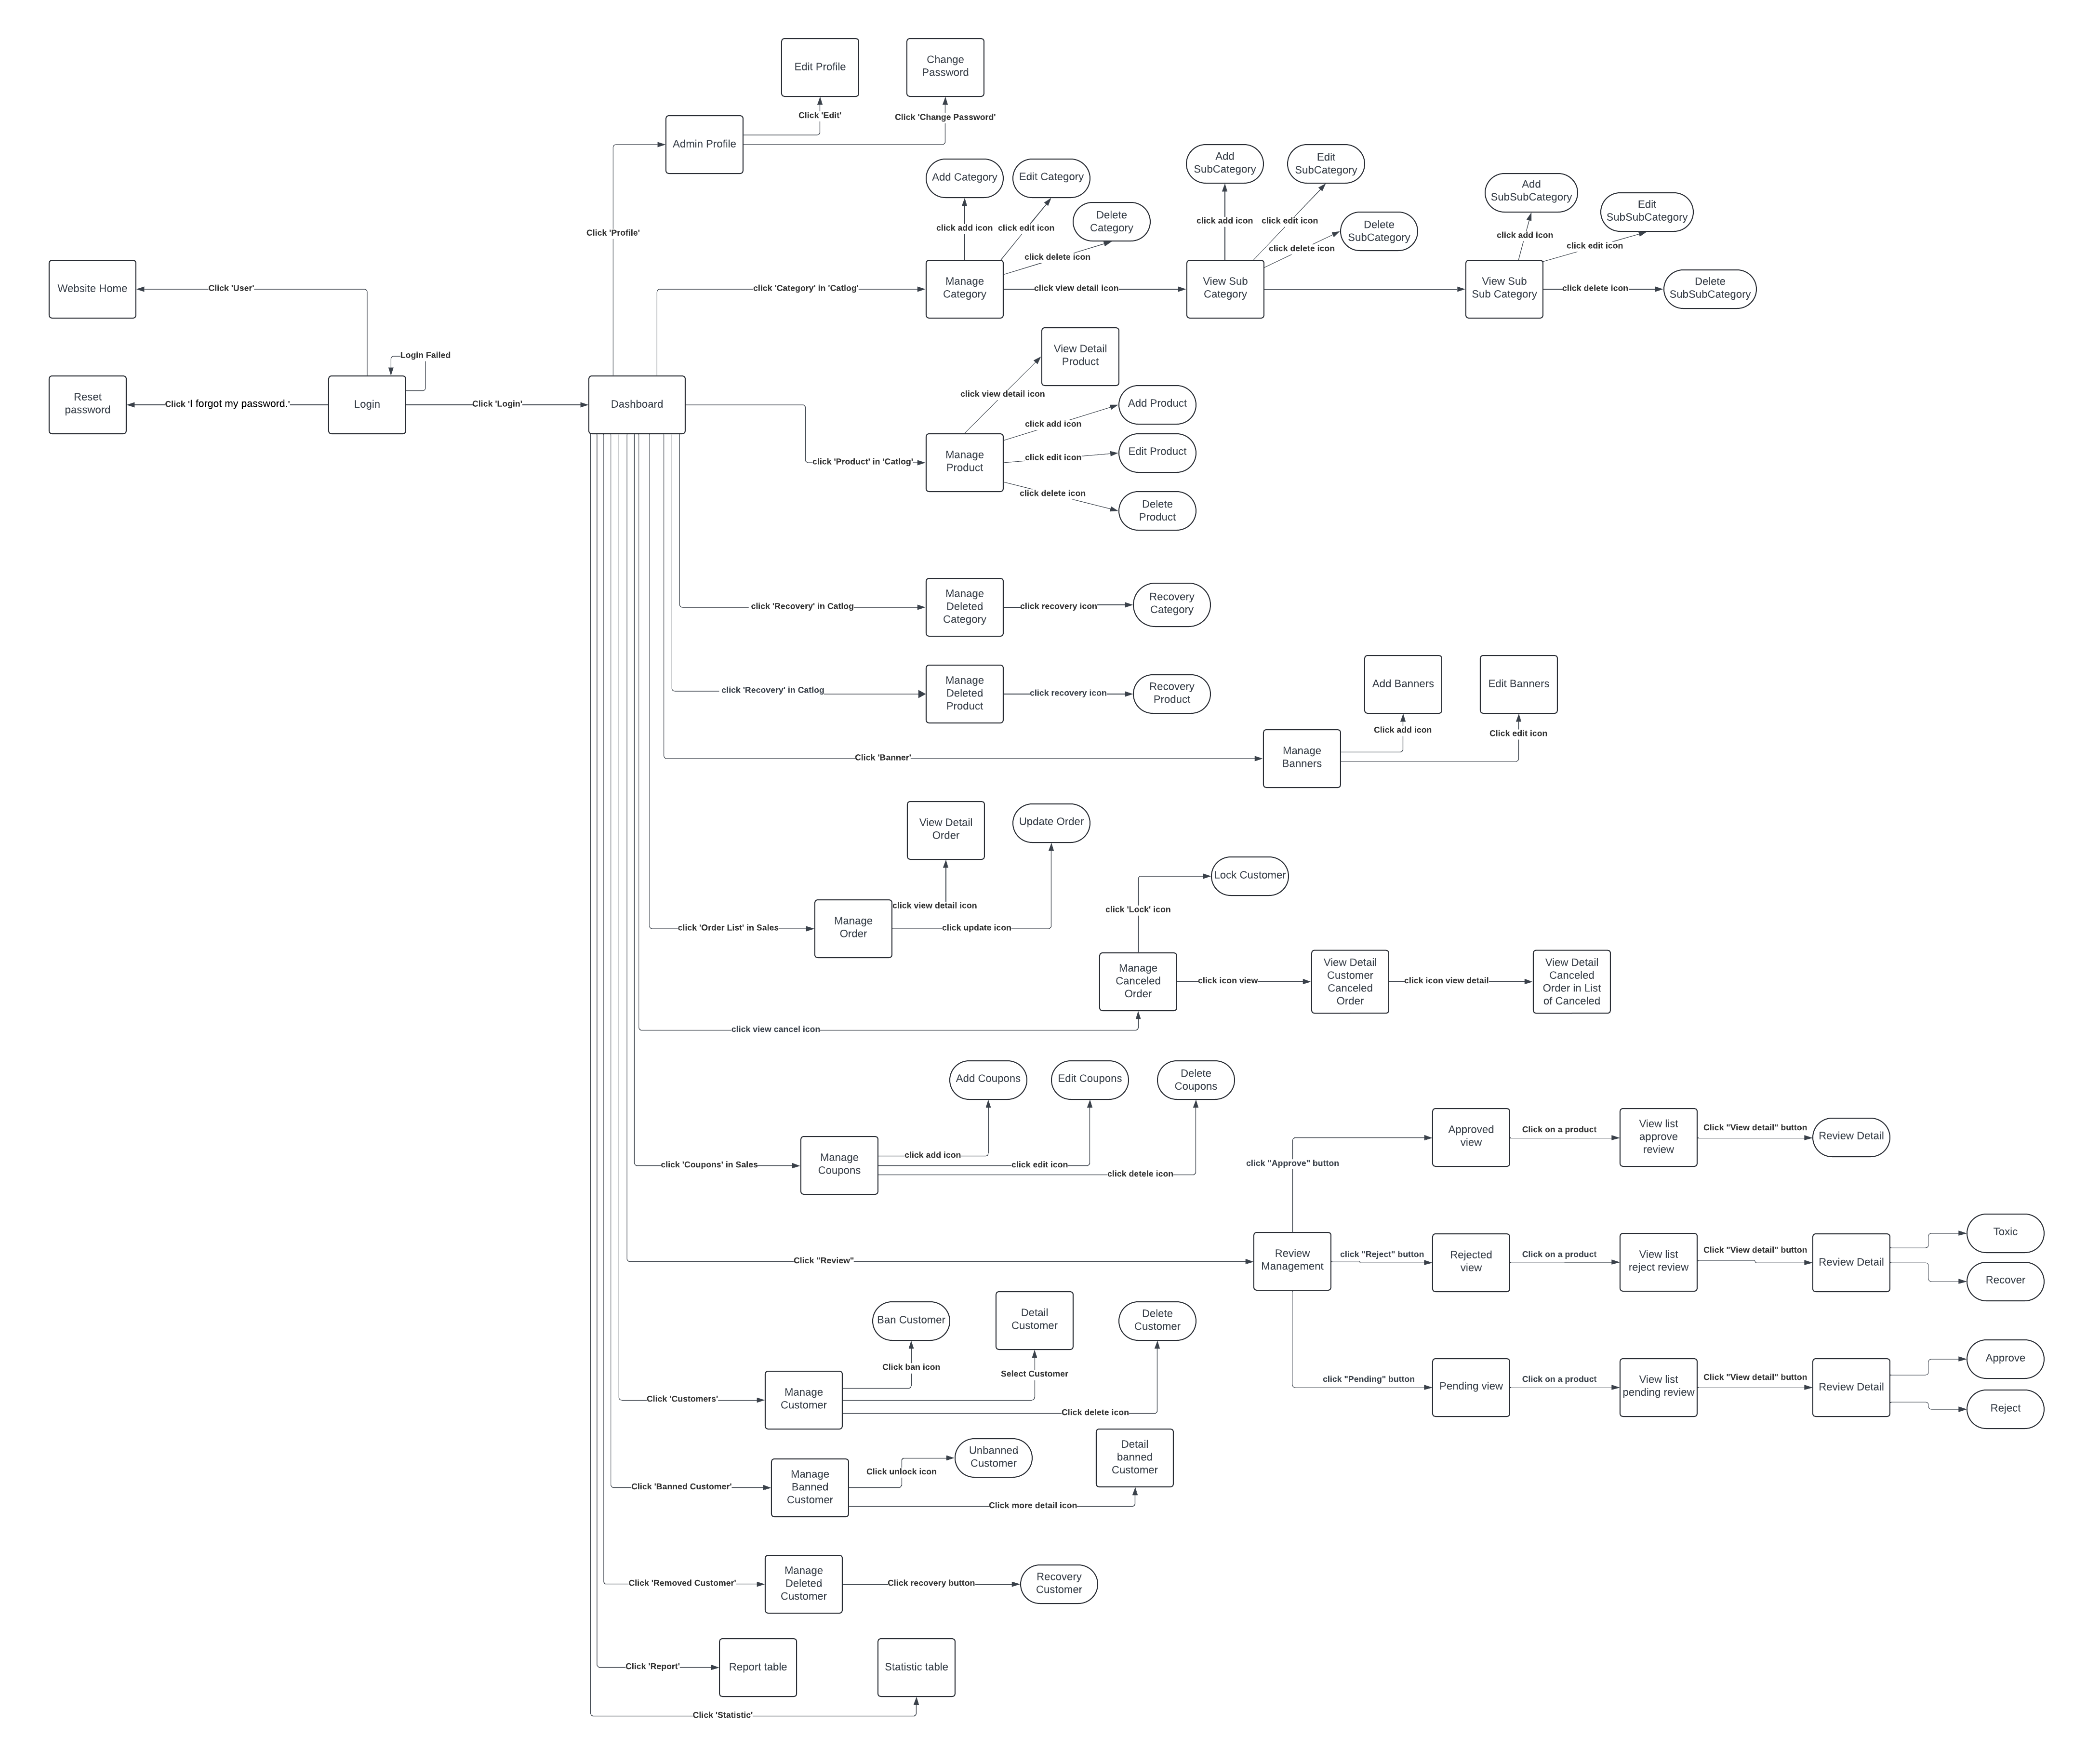 Edit Profile
Change
Password
Click 'Edit'
Click 'Change Password'
Admin Profile
Click 'Profile'
Add Category
Edit Category
Delete
Category
click add icon
click edit icon
click delete icon
Manage
Category
click 'Category' in 'Catlog'
click view detail icon
Add
SubCategory
Edit
SubCategory
Delete
SubCategory
click add icon
click edit icon
click delete icon
View Sub
Category
Add
SubSubCategory
Edit
SubSubCategory
click add icon
click edit icon
View Sub
Sub Category
click delete icon
Delete
SubSubCategory
Website Home
Click 'User'
Login Failed
Reset
password
Click 'I forgot my password.'
Login
Click 'Login'
Dashboard
View Detail
Product
click view detail icon
Add Product
click add icon
click 'Product' in 'Catlog'
Manage
Product
click edit icon
Edit Product
click delete icon
Delete
Product
click 'Recovery' in Catlog
Manage
Deleted
Category
click recovery icon
Recovery
Category
click 'Recovery' in Catlog
Manage
Deleted
Product
click recovery icon
Recovery
Product
Add Banners
Edit Banners
Click add icon
Click edit icon
Click 'Banner'
Manage
Banners
View Detail
Order
Update Order
click view detail icon
click 'Order List' in Sales
Manage
Order
click update icon
Lock Customer
click 'Lock' icon
Manage
Canceled
Order
click icon view
View Detail
Customer
Canceled
Order
click icon view detail
View Detail
Canceled
Order in List
of Canceled
click view cancel icon
Add Coupons
Edit Coupons
Delete
Coupons
click 'Coupons' in Sales
Manage
Coupons
click add icon
click edit icon
click detele icon
Approved
view
Click on a product
View list
approve
review
Click "View detail" button
Review Detail
click "Approve" button
Click "Review"
Review
Management
click "Reject" button
Rejected
view
Click on a product
View list
reject review
Click "View detail" button
Review Detail
Toxic
Recover
click "Pending" button
Pending view
Click on a product
View list
pending review
Click "View detail" button
Review Detail
Approve
Reject
Ban Customer
Detail
Customer
Delete
Customer
Click ban icon
Select Customer
Click 'Customers'
Manage
Customer
Click delete icon
Unbanned
Customer
Detail
banned
Customer
Click unlock icon
Click 'Banned Customer'
Manage
Banned
Customer
Click more detail icon
Click 'Removed Customer'
Manage
Deleted
Customer
Click recovery button
Recovery
Customer
Click 'Report'
Report table
Statistic table
Click 'Statistic'